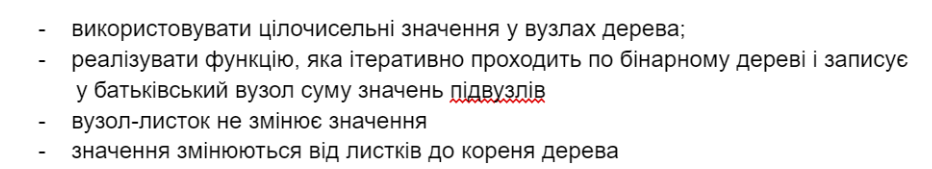 - використовувати цілочисельні значення у вузлах дерева;
- реалізувати функцію, яка ітеративно проходить по бінарному дереві і записує
у батьківський вузол суму значень підвузлів
- вузол-листок не змінює значення
- значення змінюються від листків до кореня дерева